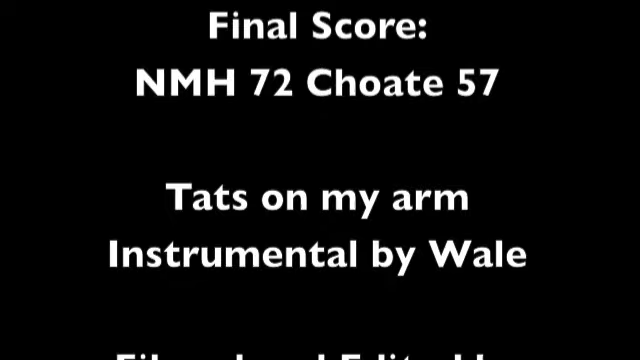 Final Score:
NMH 72 Choate 57
Tats on my arm
Instrumental by Wale